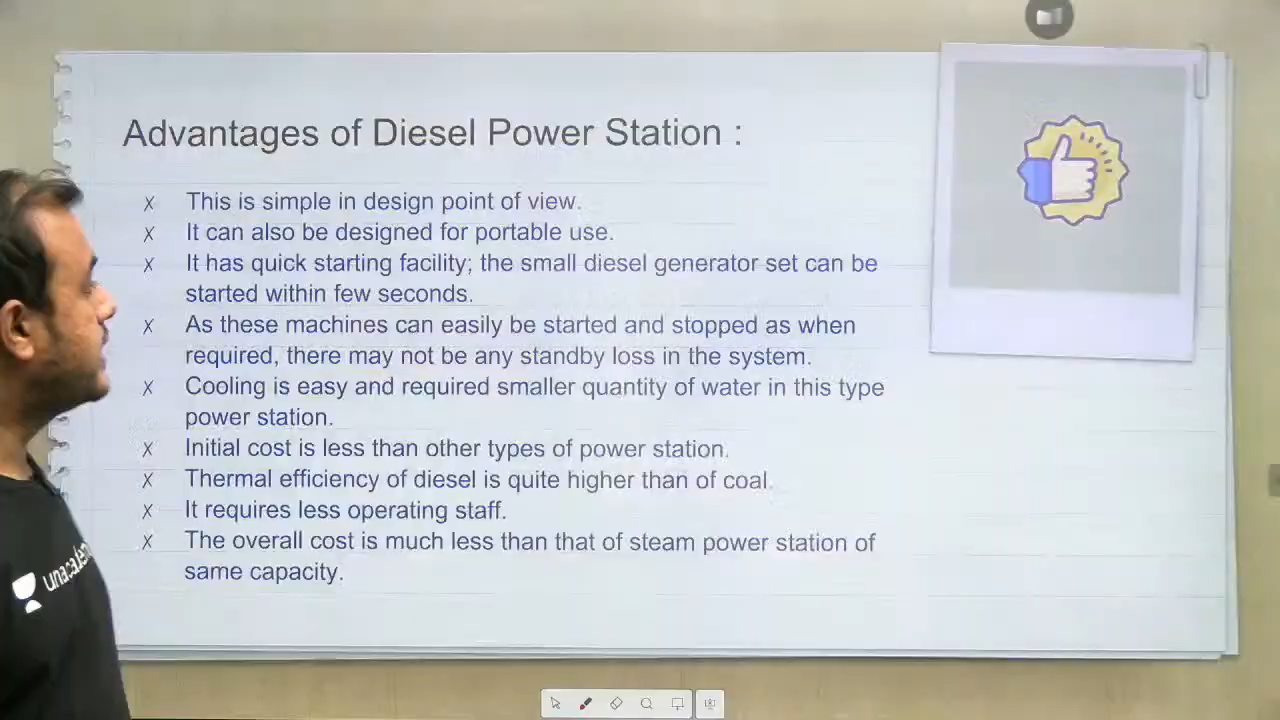 Advantages of Diesel Power Station :
x This is simple in design point of view.
x It can also be designed for portable use.
x It has quick starting facility; the small diesel generator set can be
started within few seconds.
x As these machines can easily be started and stopped as when
required, there may not be any standby loss in the system.
x Cooling is easy and required smaller quantity of water in this type
power station.
x Initial cost is less than other types of power station.
x Thermal efficiency of diesel is quite higher than of coal.
x It requires less operating staff.
x The overall cost is much less than that of steam power station of
same capacity.